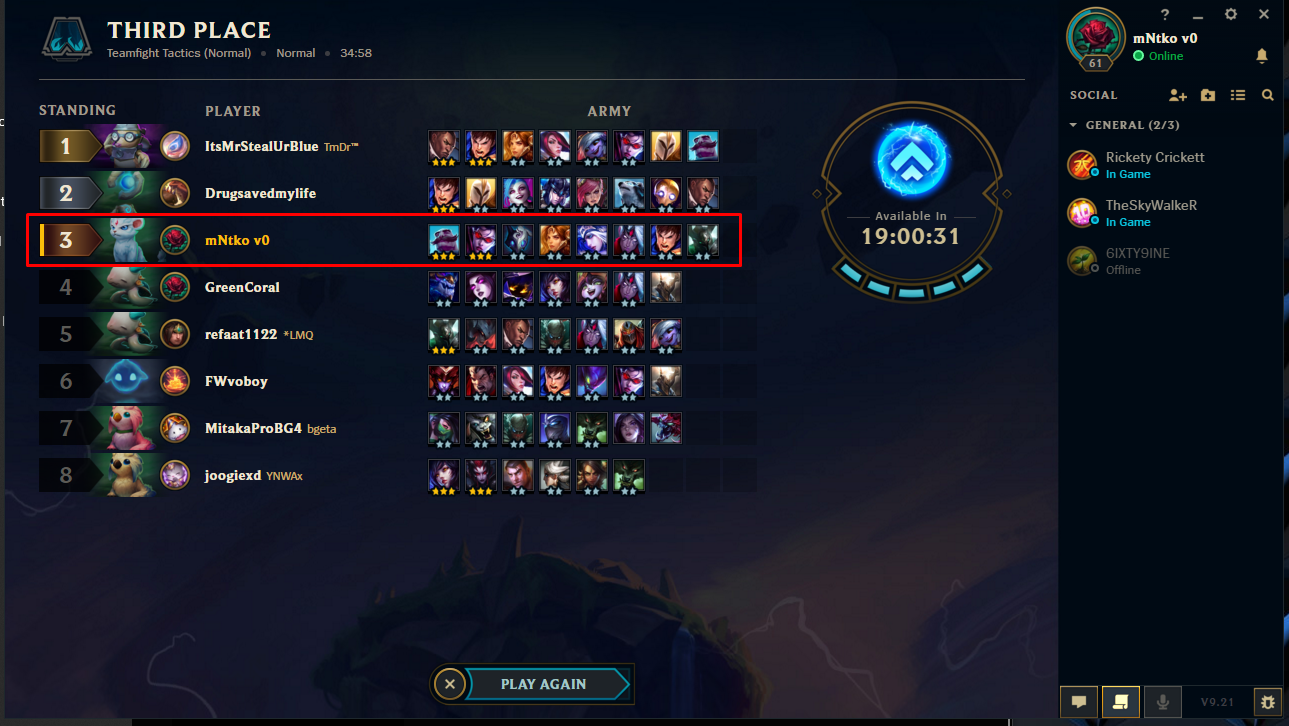 THIRD PLACE
Teamfight Tactics (Normal) • Normal • 34:58
STANDING PLAYER ARMY
1 ItsMrStealUrBlue TmDr™
2 Drugsavedmylife
3 mNtko v0
4 GreenCoral
5 refaat1122 *LMQ
6 FWvoboy
7 MitakaProBG4 bgeta
8 joogiexd YNWAx
Available In
19:00:31
PLAY AGAIN
?
mNtko v0
Online
61
SOCIAL
GENERAL (2/3)
Rickety Crickett
In Game
TheSkyWalkeR
In Game
6IXTY9INE
Offline
V9.21